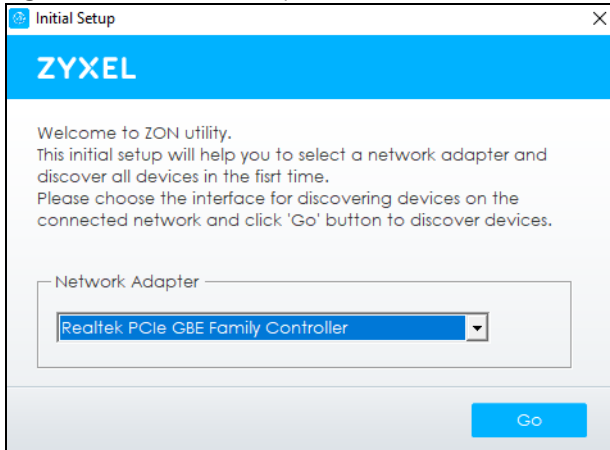 Initial Setup
ZYXEL
Welcome to ZON utility.
This initial setup will help you to select a network adapter and
discover all devices in the fisrt time.
Please choose the interface for discovering devices on the
connected network and click 'Go' button to discover devices.
Network Adapter
Realtek PCIe GBE Family Controller
Go